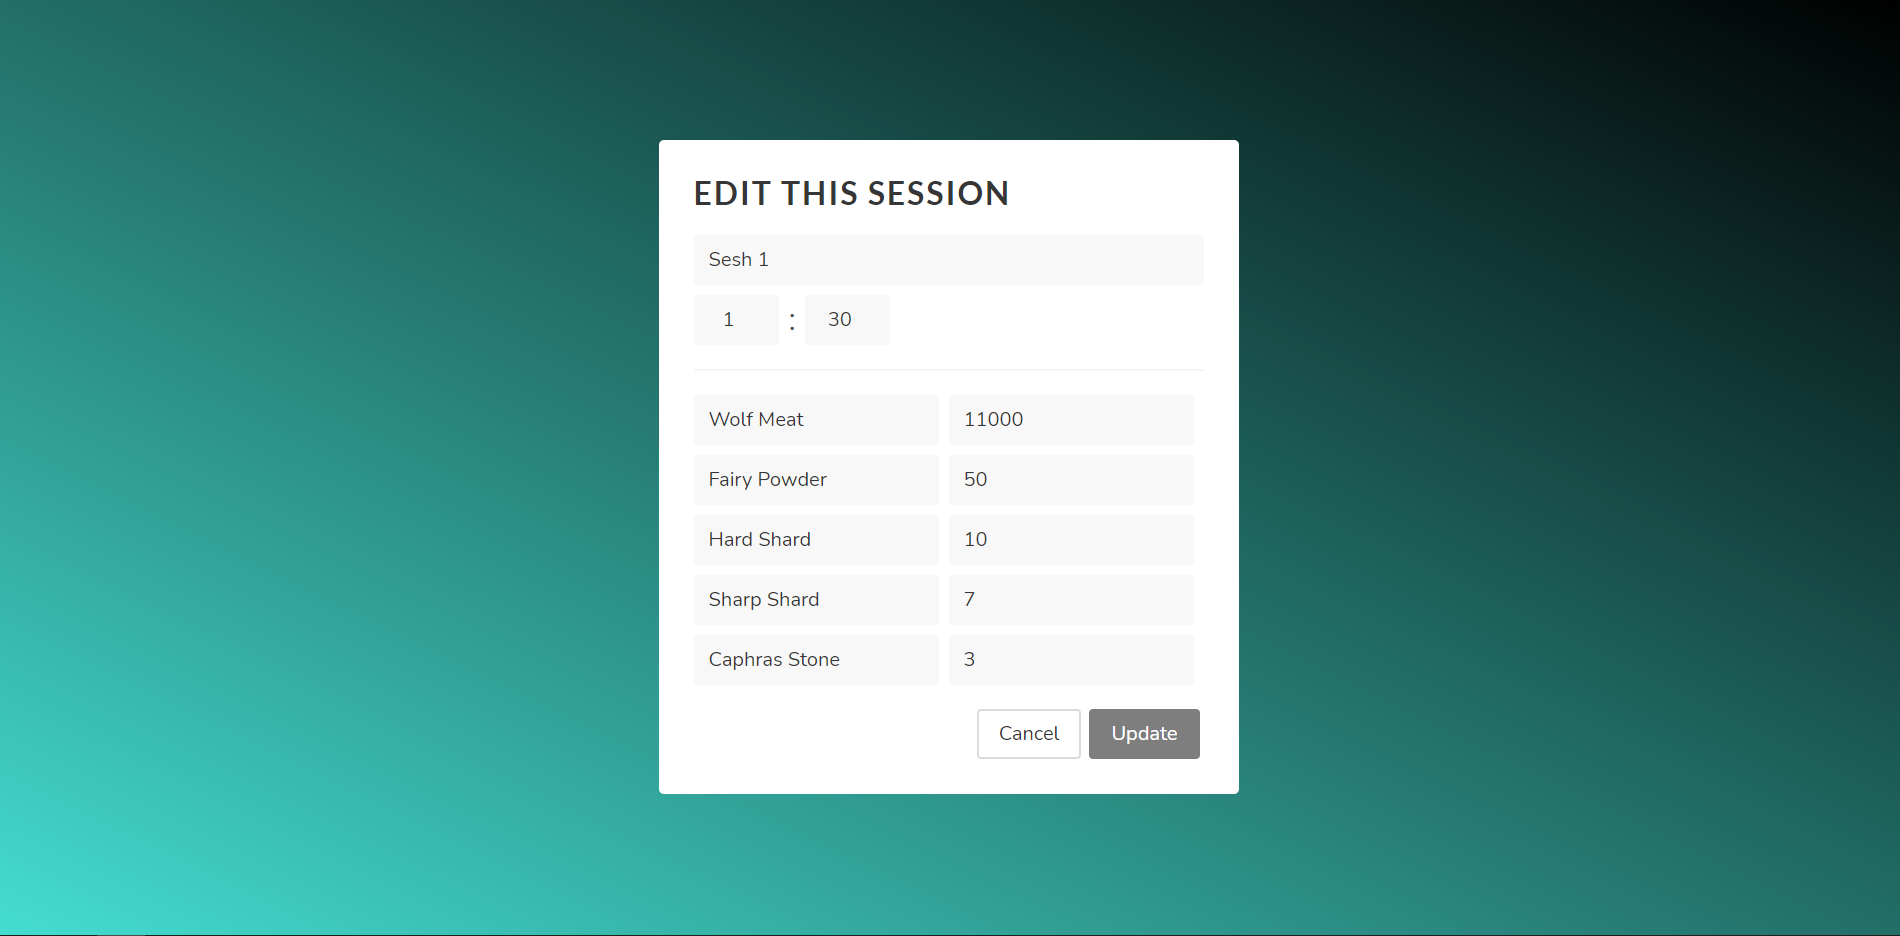 EDIT THIS SESSION
Sesh 1
1 : 30
Wolf Meat 11000
Fairy Powder 50
Hard Shard 10
Sharp Shard 7
Caphras Stone 3
Cancel Update